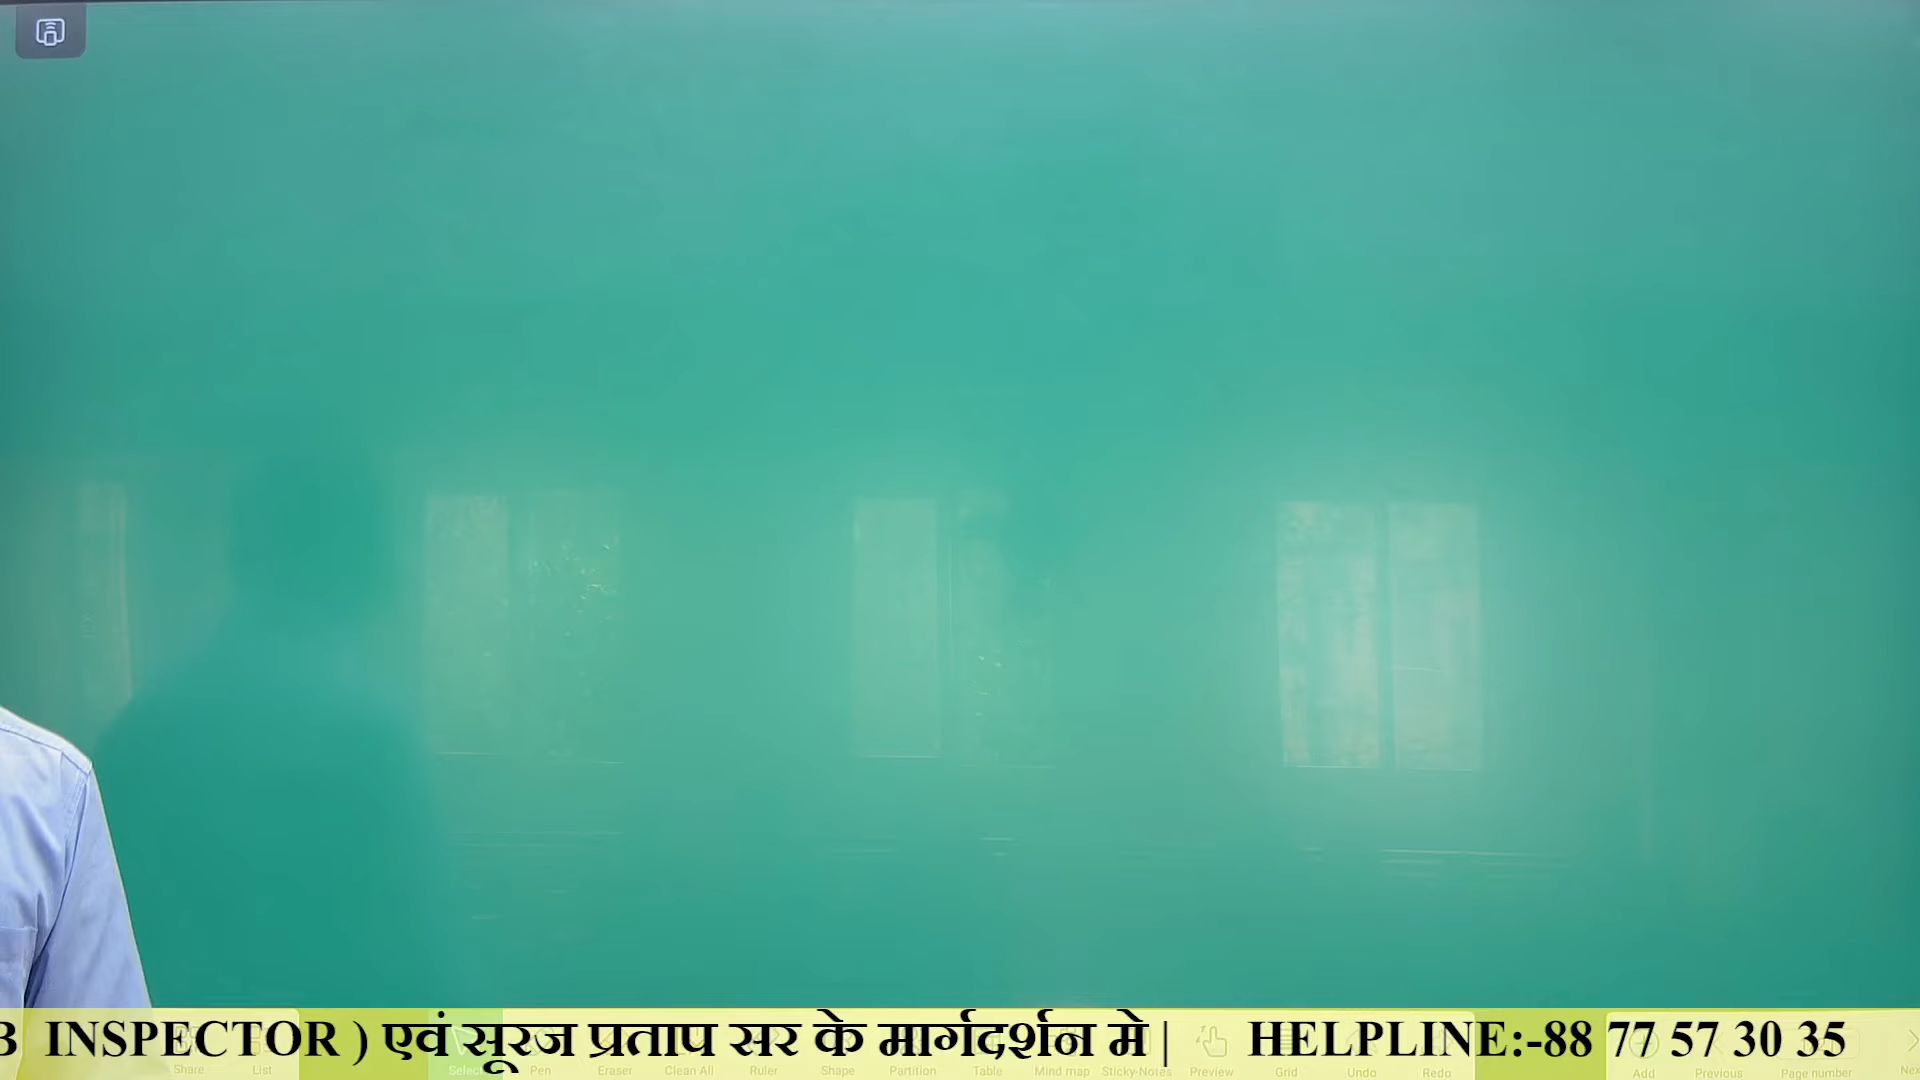 INSPECTOR ) एवं सूरज प्रताप सर के मार्गदर्शन मे | HELPLINE:-88 77 57 30 35
Share List Select Pen Eraser Clean All Ruler Shape Partition Table Mind map Sticky Notes Preview Grid Undo Redo Add Previous Page number